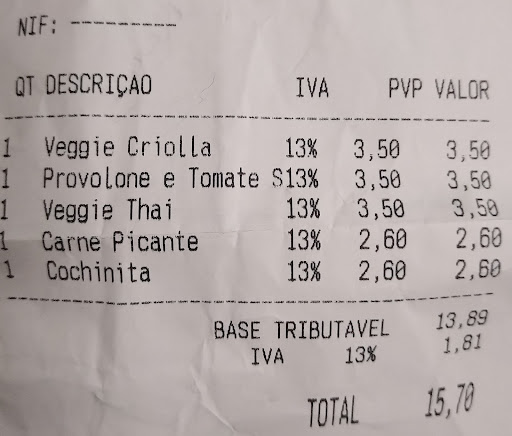 NIF: ------------
QT DESCRIÇAO IVA PVP VALOR
1 Veggie Criolla 13% 3,50 3,50
1 Provolone e Tomate S13% 3,50 3,50
1 Veggie Thai 13% 3,50 3,50
1 Carne Picante 13% 2,60 2,60
1 Cochinita 13% 2,60 2,60
BASE TRIBUTAVEL 13,89
IVA 13% 1,81
TOTAL 15,70